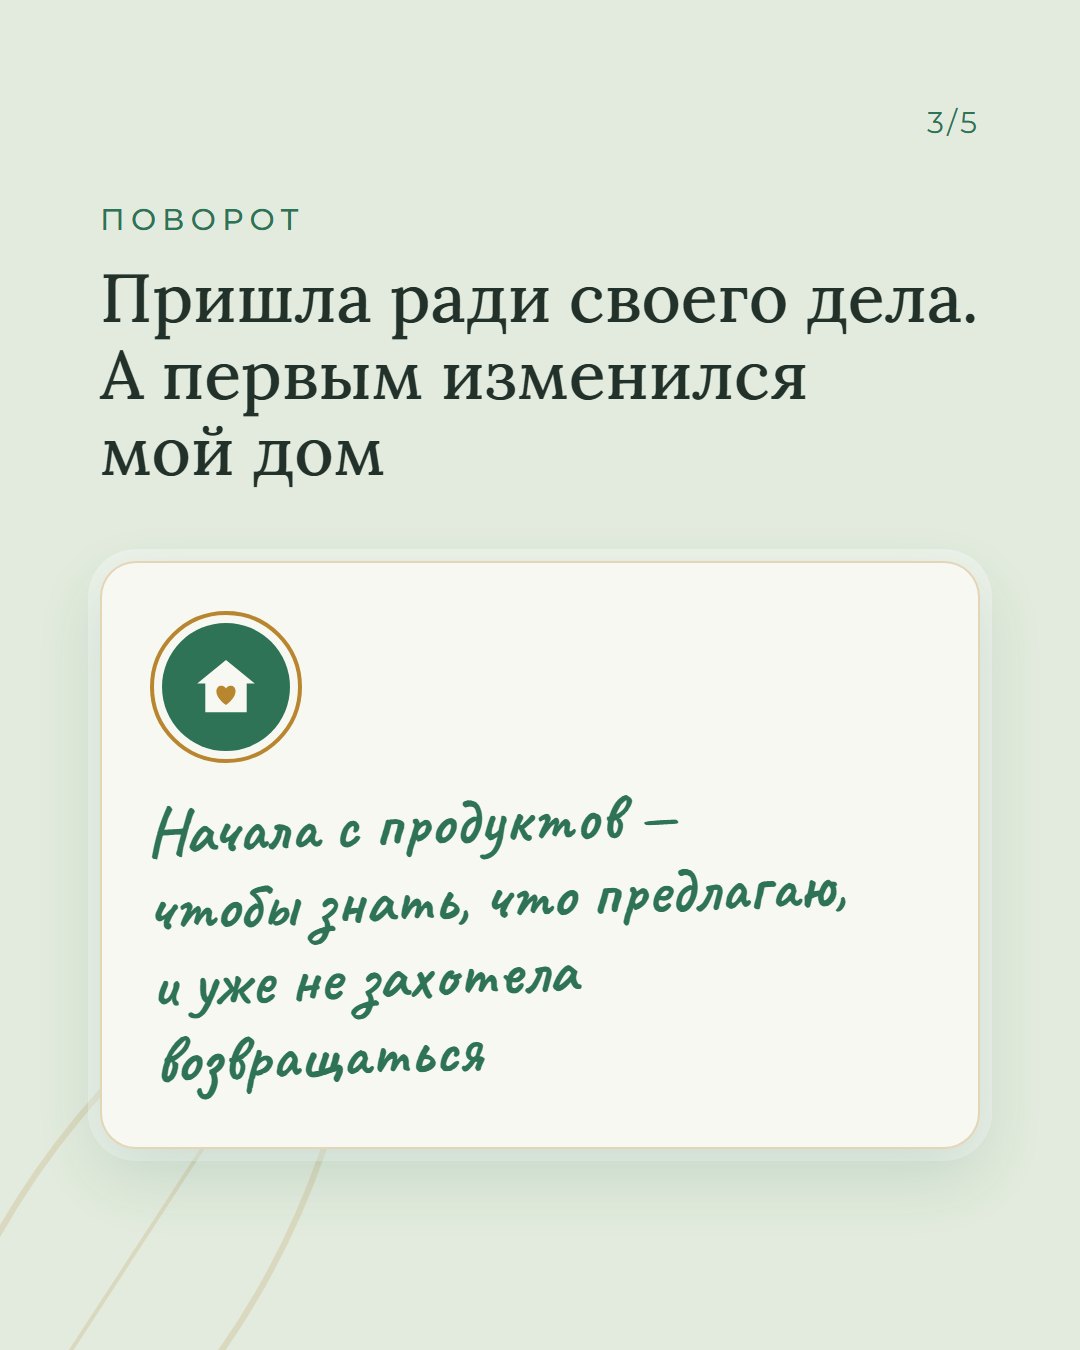 3/5
ПОВОРОТ
Пришла ради своего дела.
А первым изменился
мой дом
Начала с продуктов —
чтобы знать, что предлагаю,
и уже не захотела
возвращаться